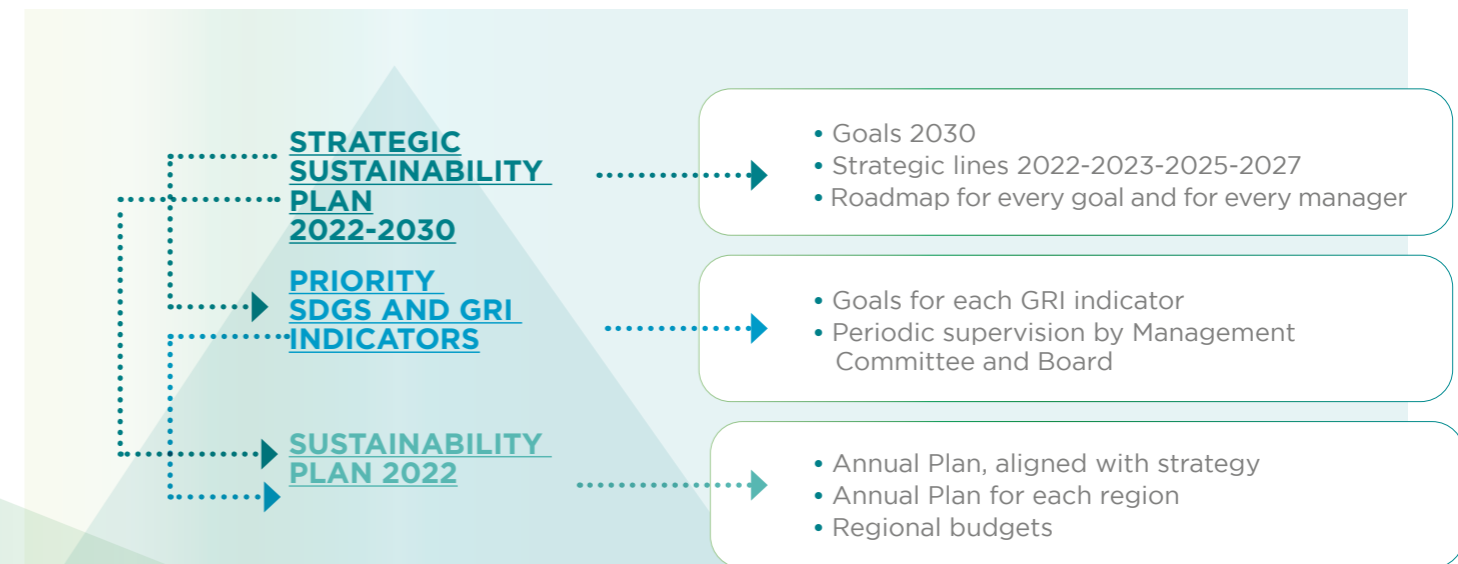 STRATEGIC
SUSTAINABILITY
PLAN
2022-2030
• Goals 2030
• Strategic lines 2022-2023-2025-2027
• Roadmap for every goal and for every manager
PRIORITY
SDGS AND GRI
INDICATORS
• Goals for each GRI indicator
• Periodic supervision by Management
Committee and Board
SUSTAINABILITY
PLAN 2022
• Annual Plan, aligned with strategy
• Annual Plan for each region
• Regional budgets